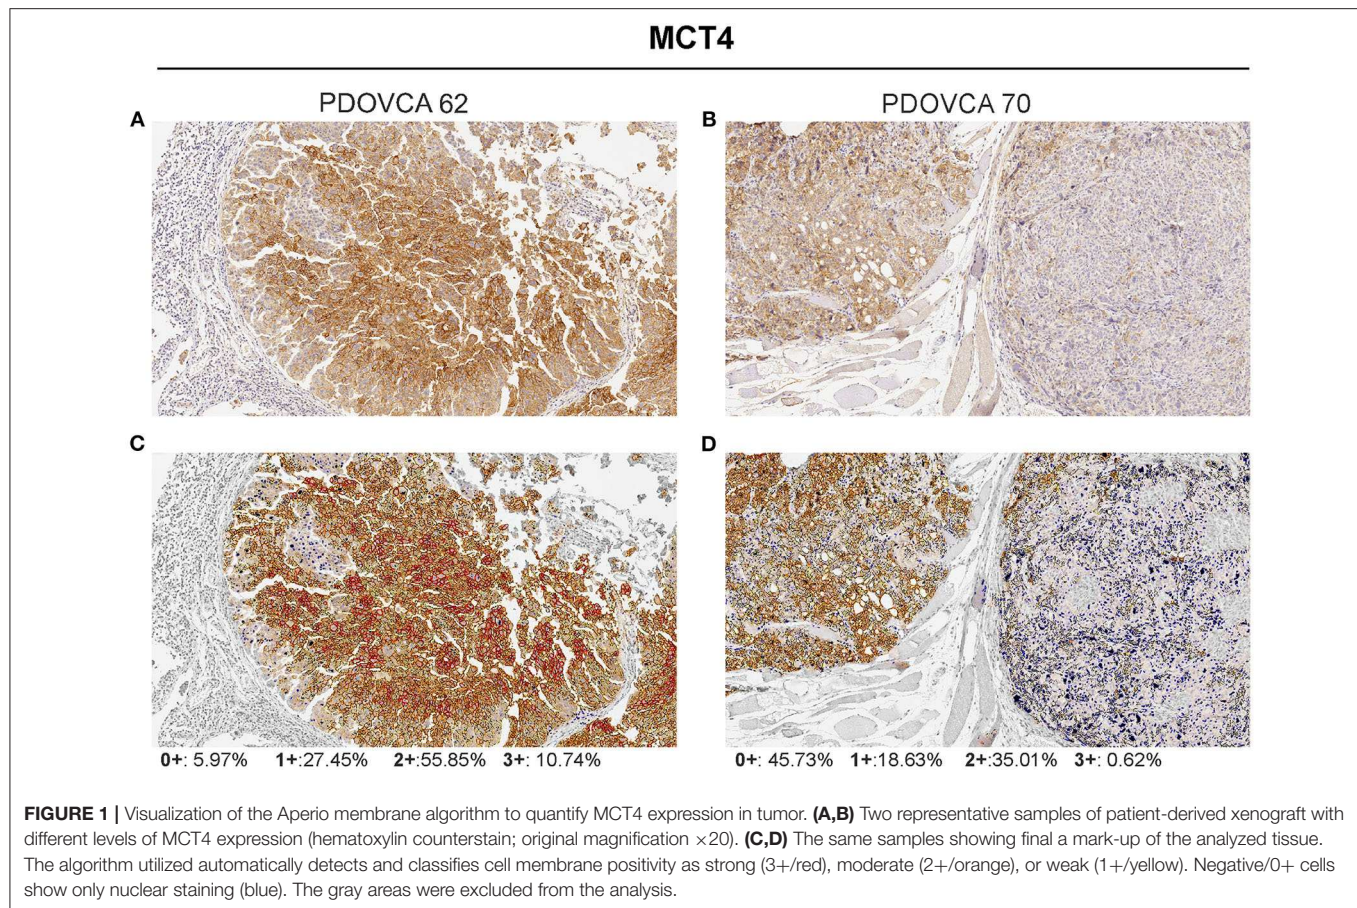 MCT4
PDOVCA 62
PDOVCA 70
A
B
C
D
0+: 5.97% 1+:27.45% 2+:55.85% 3+: 10.74%
0+: 45.73% 1+:18.63% 2+:35.01% 3+: 0.62%
FIGURE 1 | Visualization of the Aperio membrane algorithm to quantify MCT4 expression in tumor. (A,B) Two representative samples of patient-derived xenograft with
different levels of MCT4 expression (hematoxylin counterstain; original magnification ×20). (C,D) The same samples showing final a mark-up of the analyzed tissue.
The algorithm utilized automatically detects and classifies cell membrane positivity as strong (3+/red), moderate (2+/orange), or weak (1+/yellow). Negative/0+ cells
show only nuclear staining (blue). The gray areas were excluded from the analysis.